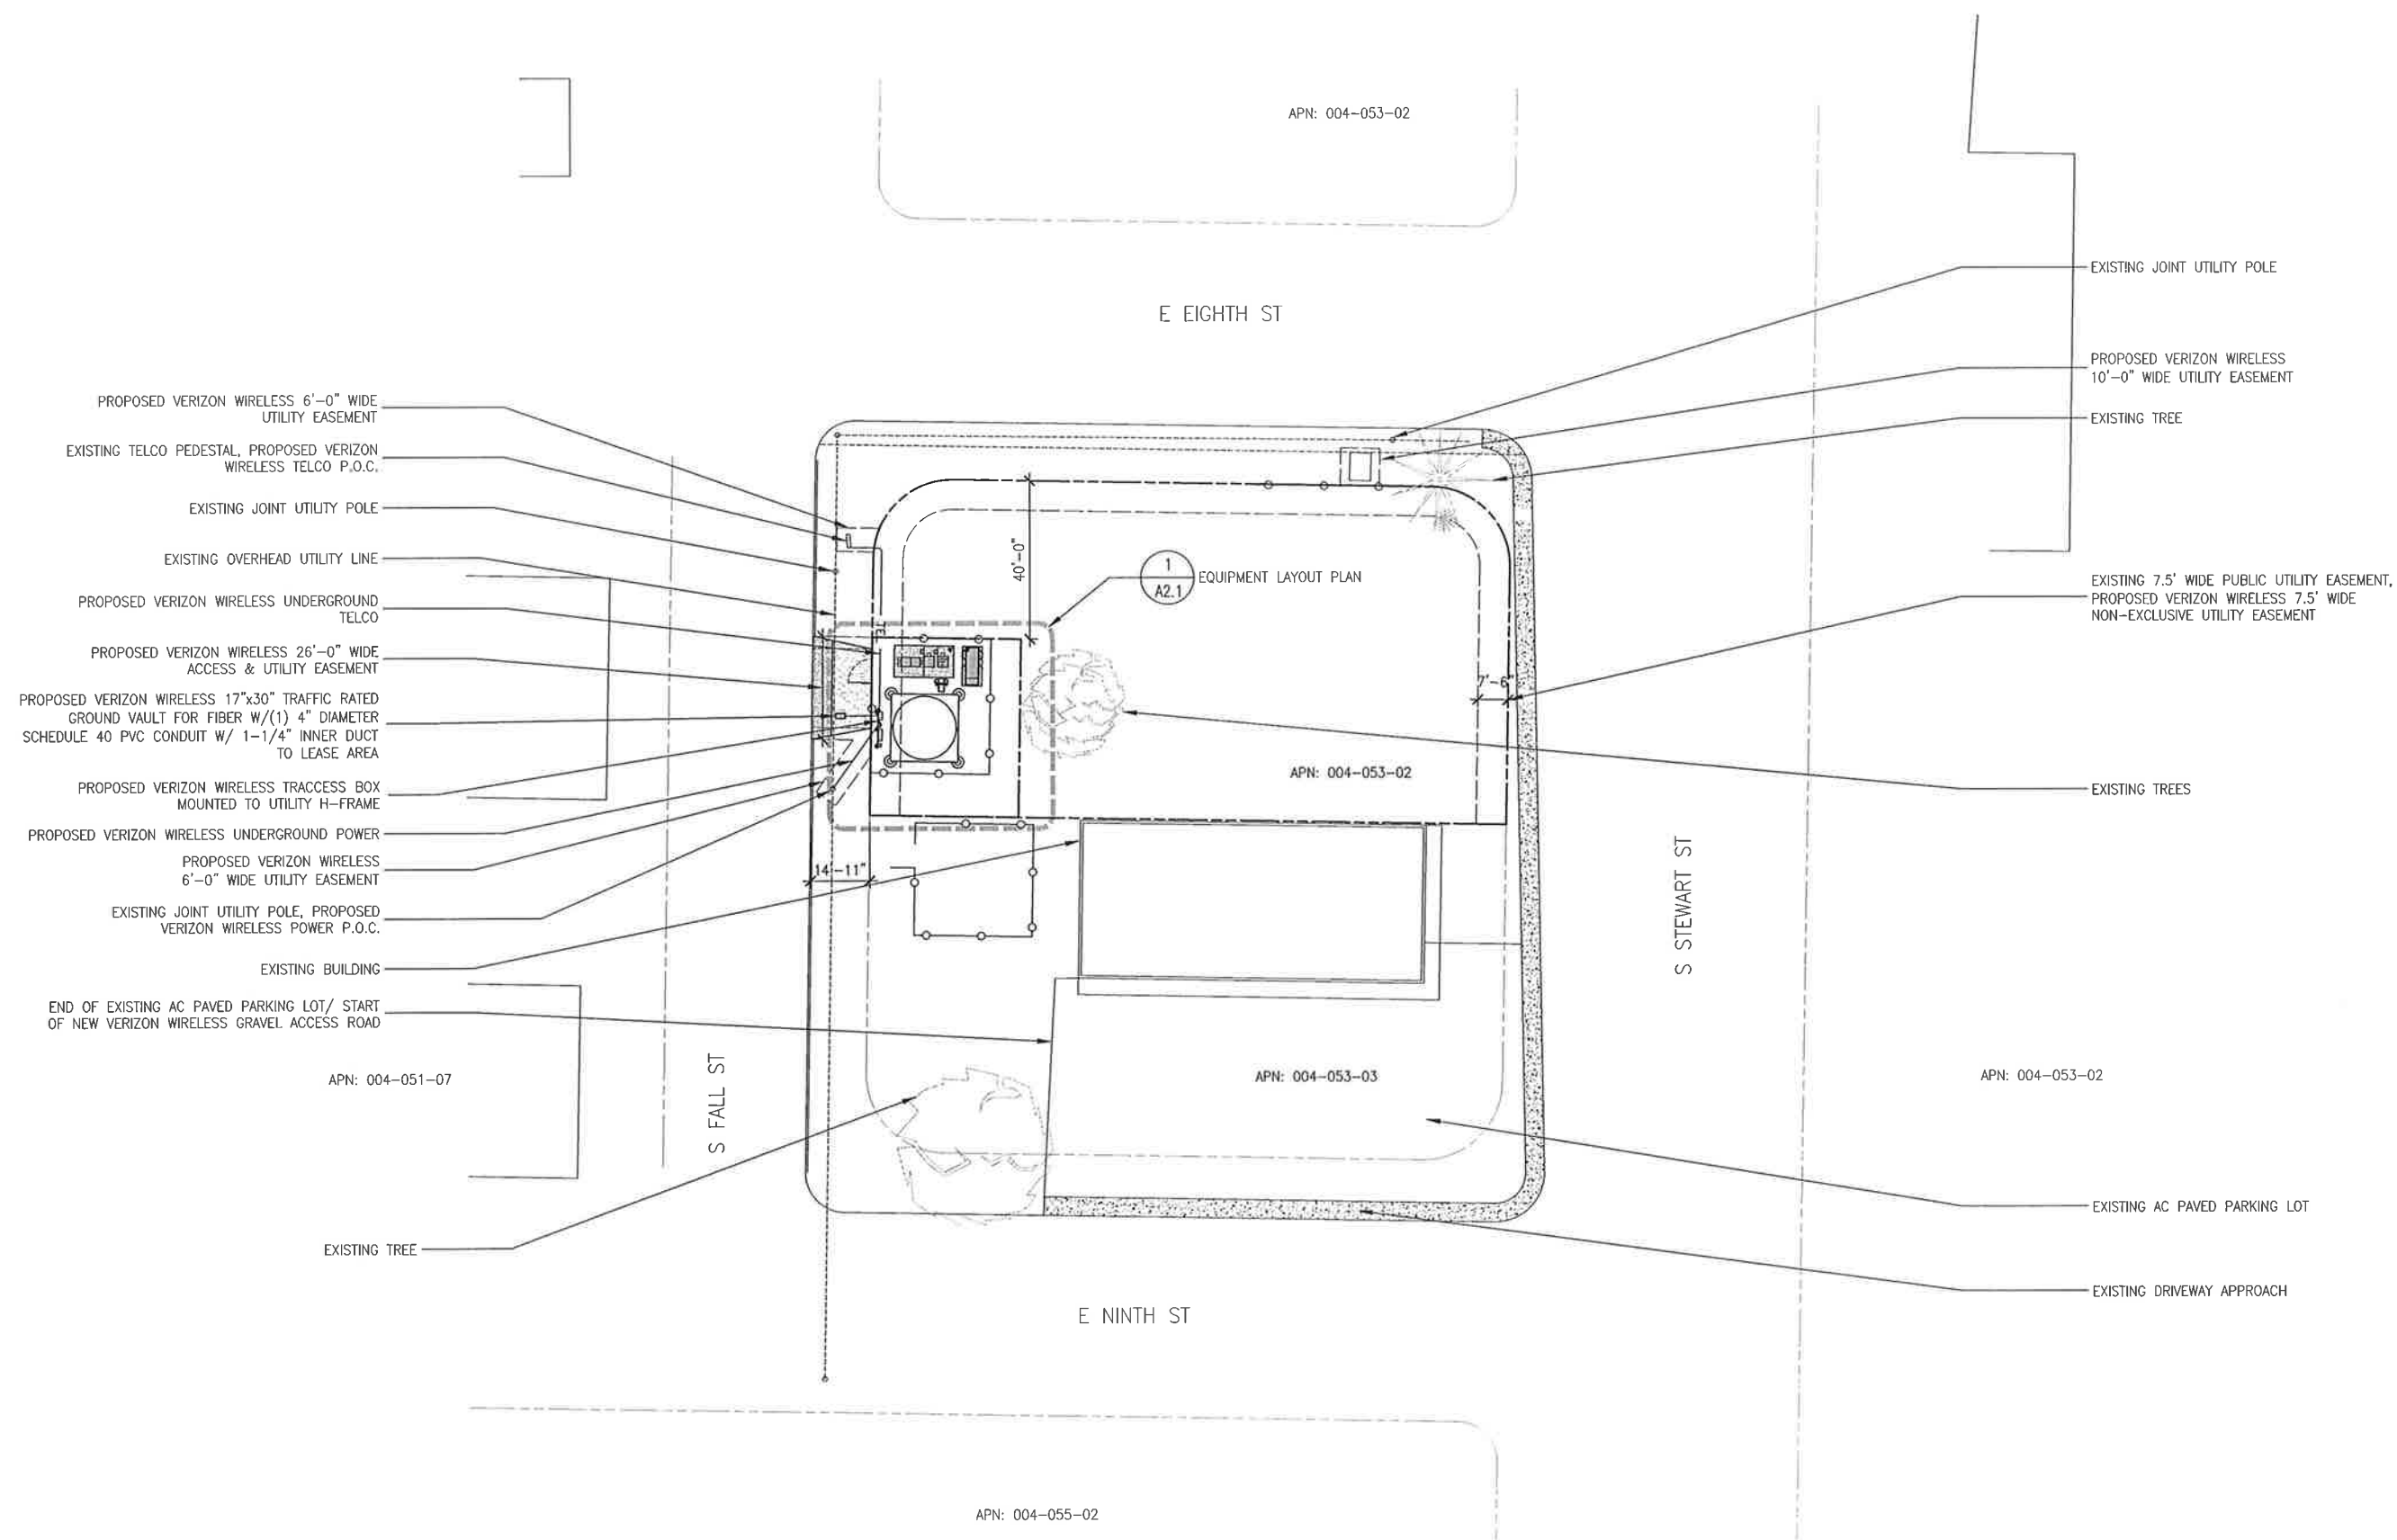 APN: 004-053-02
E EIGHTH ST
PROPOSED VERIZON WIRELESS 6'-0" WIDE
UTILITY EASEMENT
EXISTING TELCO PEDESTAL, PROPOSED VERIZON
WIRELESS TELCO P.O.C.
EXISTING JOINT UTILITY POLE
EXISTING OVERHEAD UTILITY LINE
PROPOSED VERIZON WIRELESS UNDERGROUND
TELCO
PROPOSED VERIZON WIRELESS 26'-0" WIDE
ACCESS & UTILITY EASEMENT
PROPOSED VERIZON WIRELESS 17"x30" TRAFFIC RATED
GROUND VAULT FOR FIBER W/(1) 4" DIAMETER
SCHEDULE 40 PVC CONDUIT W/ 1-1/4" INNER DUCT
TO LEASE AREA
PROPOSED VERIZON WIRELESS TRACCESS BOX
MOUNTED TO UTILITY H-FRAME
PROPOSED VERIZON WIRELESS UNDERGROUND POWER
PROPOSED VERIZON WIRELESS
6'-0" WIDE UTILITY EASEMENT
EXISTING JOINT UTILITY POLE, PROPOSED
VERIZON WIRELESS POWER P.O.C.
EXISTING BUILDING
END OF EXISTING AC PAVED PARKING LOT/ START
OF NEW VERIZON WIRELESS GRAVEL ACCESS ROAD
APN: 004-051-07
S FALL ST
EXISTING TREE
40'-0"
1
A2.1
EQUIPMENT LAYOUT PLAN
7'-6"
APN: 004-053-02
14'-11"
APN: 004-053-03
S STEWART ST
EXISTING JOINT UTILITY POLE
PROPOSED VERIZON WIRELESS
10'-0" WIDE UTILITY EASEMENT
EXISTING TREE
EXISTING 7.5' WIDE PUBLIC UTILITY EASEMENT,
PROPOSED VERIZON WIRELESS 7.5' WIDE
NON-EXCLUSIVE UTILITY EASEMENT
EXISTING TREES
APN: 004-053-02
EXISTING AC PAVED PARKING LOT
EXISTING DRIVEWAY APPROACH
E NINTH ST
APN: 004-055-02